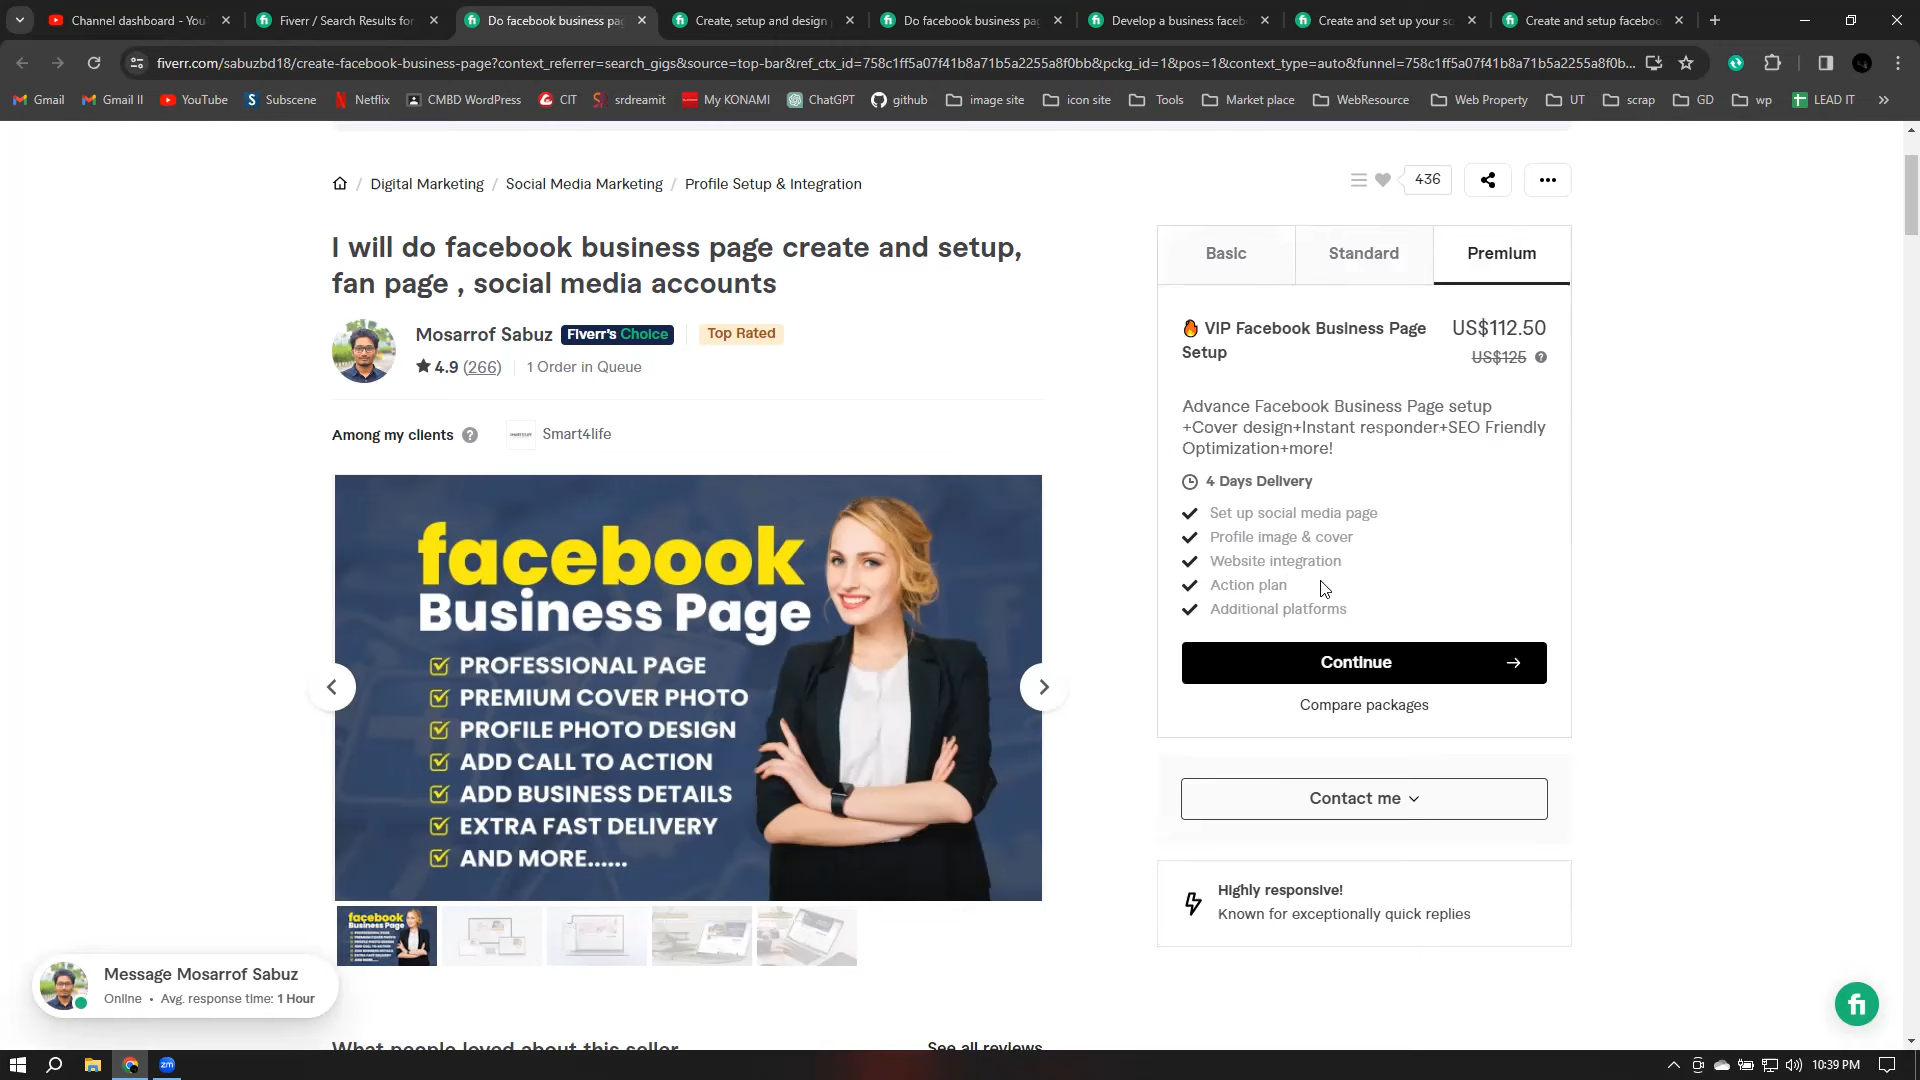 Channel dashboard - You
Fiverr / Search Results for
Do facebook business pag
Create, setup and design
Do facebook business pa
Develop a business faceb
Create and set up your so
Create and setup faceboo
fiverr.com/sabuzbd18/create-facebook-business-page?context_referrer=search_gigs&source=top-bar&ref_ctx_id=758c1ff5a07f41b8a71b5a2255a8f0bb&pckg_id=1&pos=1&context_type=auto&funnel=758c1ff5a07f41b8a71b5a2255a8f0b...
Gmail
Gmail II
YouTube
Subscene
Netflix
CMBD WordPress
CIT
srdreamit
My KONAMI
ChatGPT
github
image site
icon site
Tools
Market place
WebResource
Web Property
UT
scrap
GD
wp
LEAD IT
Digital Marketing / Social Media Marketing / Profile Setup & Integration
436
I will do facebook business page create and setup,
fan page , social media accounts
Mosarrof Sabuz
Fiverr's Choice
Top Rated
4.9 (266)
1 Order in Queue
Among my clients
Smart4life
facebook
Business Page
PROFESSIONAL PAGE
PREMIUM COVER PHOTO
PROFILE PHOTO DESIGN
ADD CALL TO ACTION
ADD BUSINESS DETAILS
EXTRA FAST DELIVERY
AND MORE......
Basic
Standard
Premium
🔥 VIP Facebook Business Page
Setup
US$112.50
US$125
Advance Facebook Business Page setup
+Cover design+Instant responder+SEO Friendly
Optimization+more!
4 Days Delivery
Set up social media page
Profile image & cover
Website integration
Action plan
Additional platforms
Continue
Compare packages
Contact me
Highly responsive!
Known for exceptionally quick replies
facebook
Business Page
Message Mosarrof Sabuz
Online • Avg. response time: 1 Hour
What people loved about this seller
See all reviews
fi
zm
10:39 PM